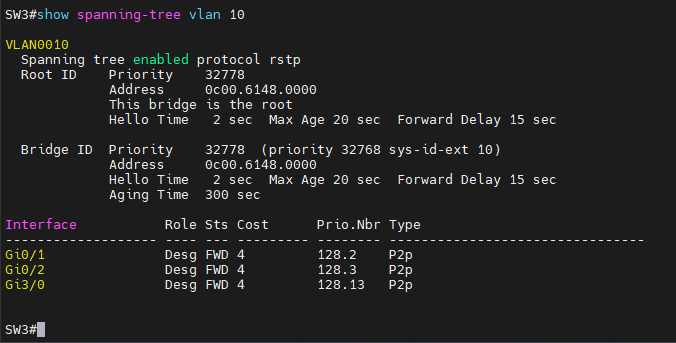 SW3#show spanning-tree vlan 10
VLAN0010
  Spanning tree enabled protocol rstp
  Root ID    Priority    32778
             Address     0c00.6148.0000
             This bridge is the root
             Hello Time   2 sec  Max Age 20 sec  Forward Delay 15 sec
  Bridge ID  Priority    32778  (priority 32768 sys-id-ext 10)
             Address     0c00.6148.0000
             Hello Time   2 sec  Max Age 20 sec  Forward Delay 15 sec
             Aging Time  300 sec
Interface           Role Sts Cost      Prio.Nbr Type
------------------- ---- --- --------- -------- --------------------------------
Gi0/1               Desg FWD 4         128.2    P2p
Gi0/2               Desg FWD 4         128.3    P2p
Gi3/0               Desg FWD 4         128.13   P2p
SW3#